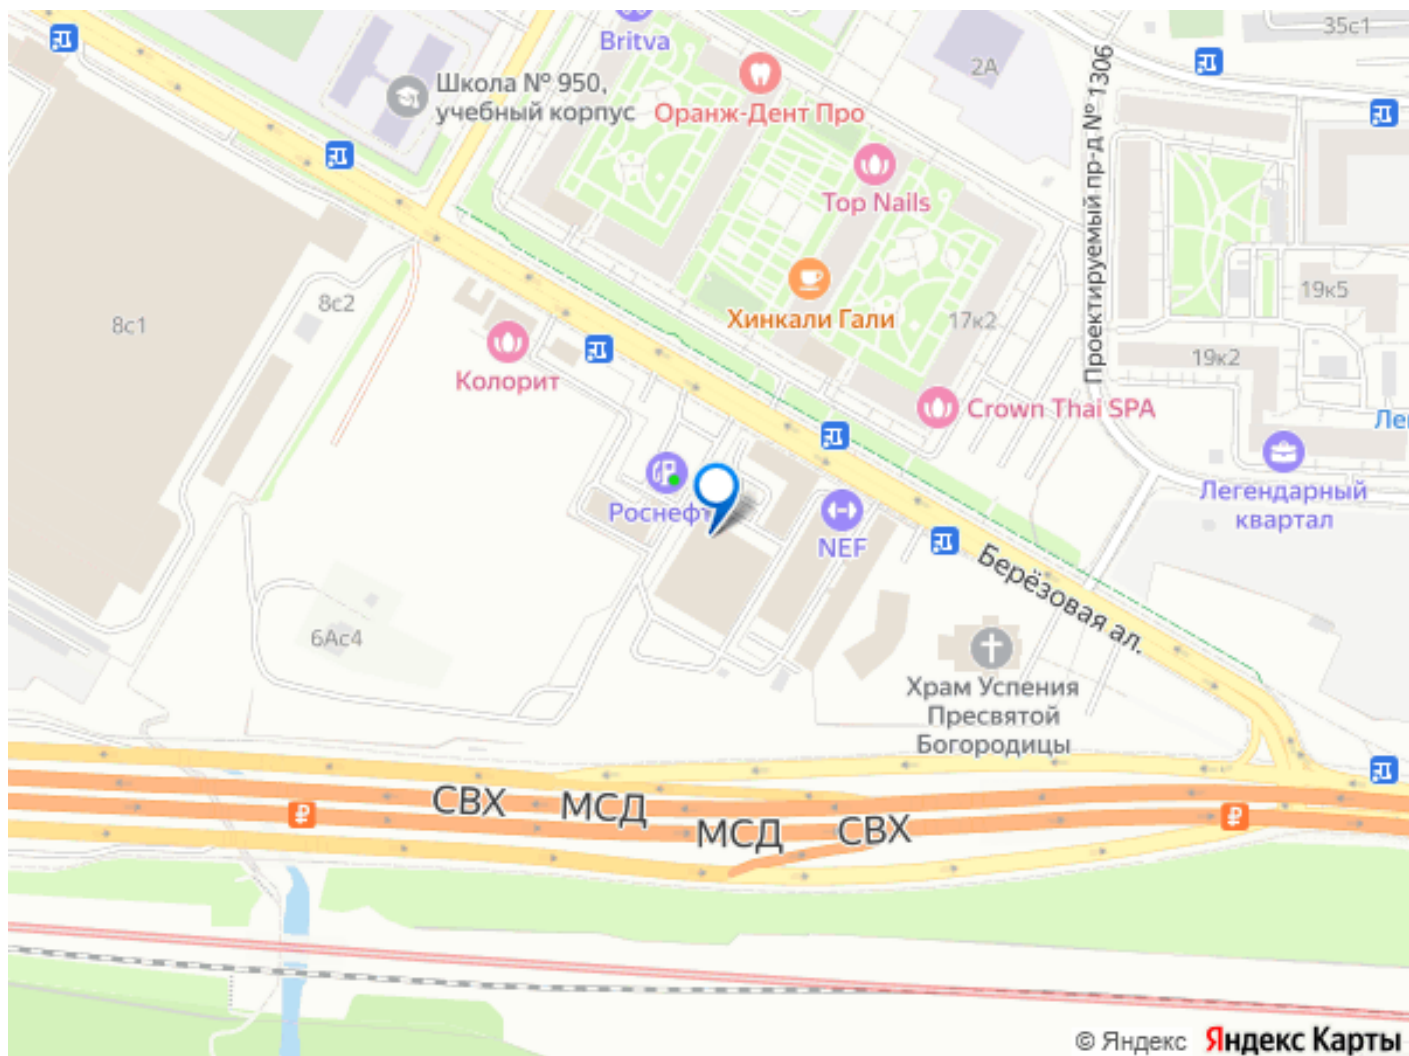 35с1
Britva
2А
Школа № 950,
учебный корпус
Оранж-Дент Про
Проектируемый пр-д № 1306
Top Nails
8с2
8с1
Хинкали Гали
17к2
19к5
19к2
Колорит
Crown Thai SPA
Ле
Легендарный
квартал
Роснефт
NEF
Берёзовая ал.
6Ас4
Храм Успения
Пресвятой
Богородицы
СВХ
МСД
МСД
СВХ
© Яндекс Яндекс Карты